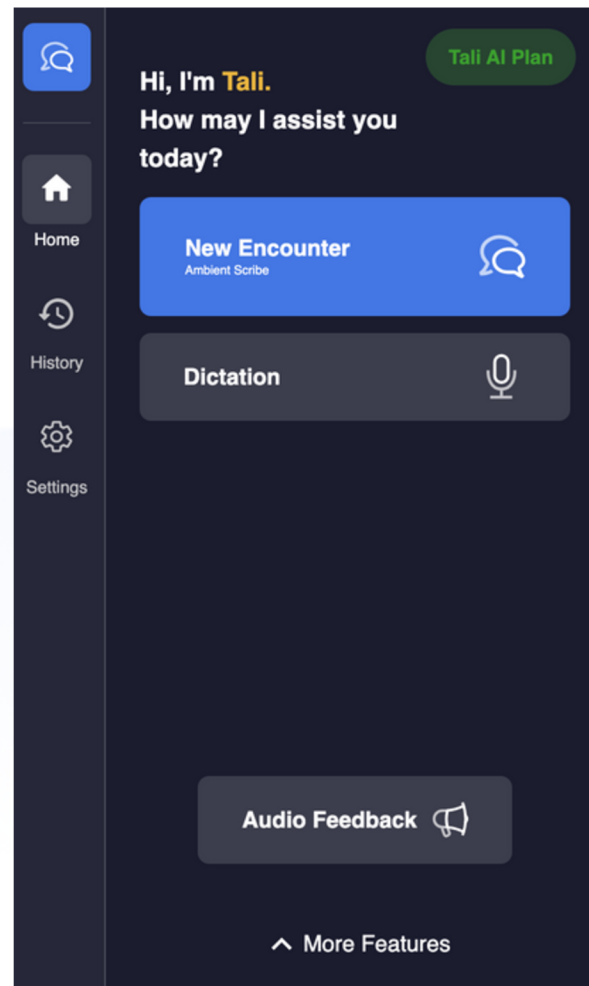 Tali AI Plan
Hi, I'm Tali.
How may I assist you
today?
Home
New Encounter
Ambient Scribe
History
Dictation
Settings
Audio Feedback
More Features